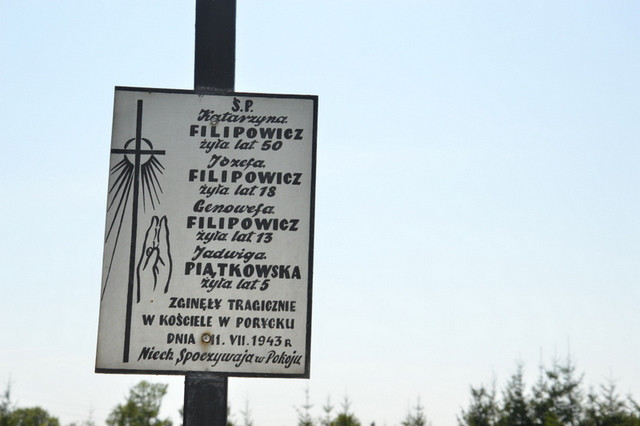 Ś.P.
Katarzyna
FILIPOWICZ
żyła lat 50
Józefa
FILIPOWICZ
żyła lat 18
Genowefa
FILIPOWICZ
żyła lat 13
Jadwiga
PIĄTKOWSKA
żyła lat 5
ZGINĘŁY TRAGICZNIE
W KOŚCIELE W PORYCKU
DNIA 11. VII. 1943 R
Niech Spoczywaja w Pokoju